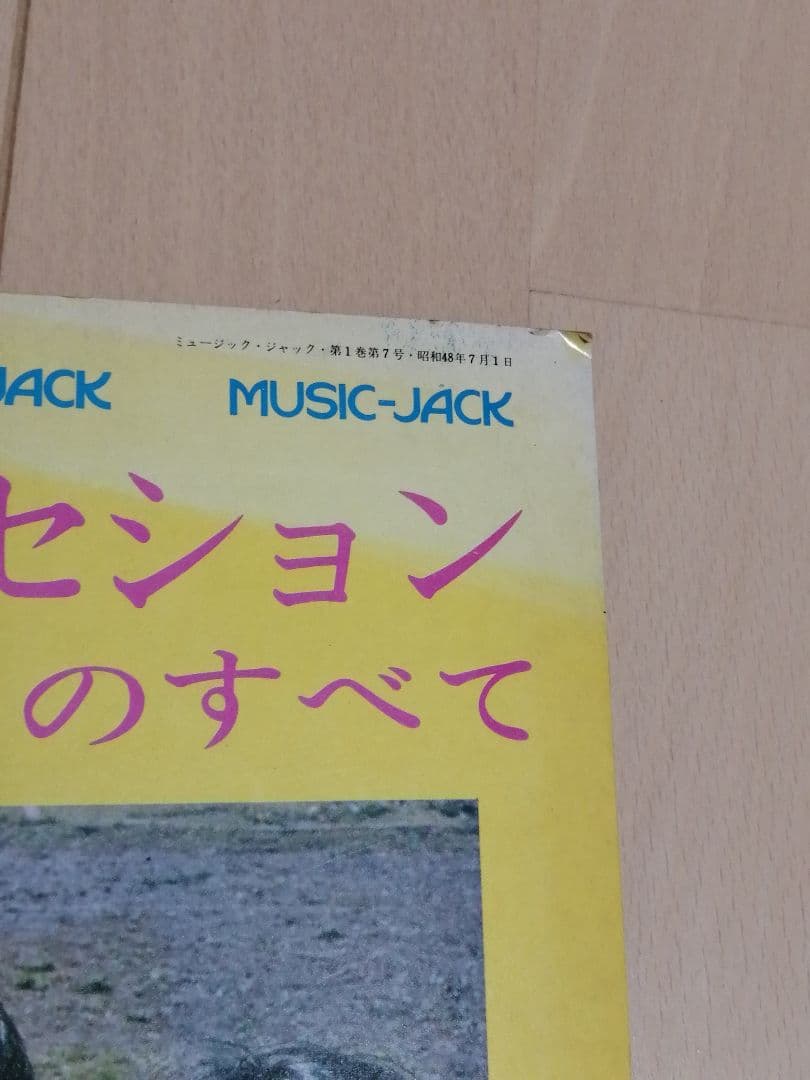 ミュージック・ジャック・第1巻第7号・昭和48年7月1日
JACK MUSIC-JACK
セション
のすべて